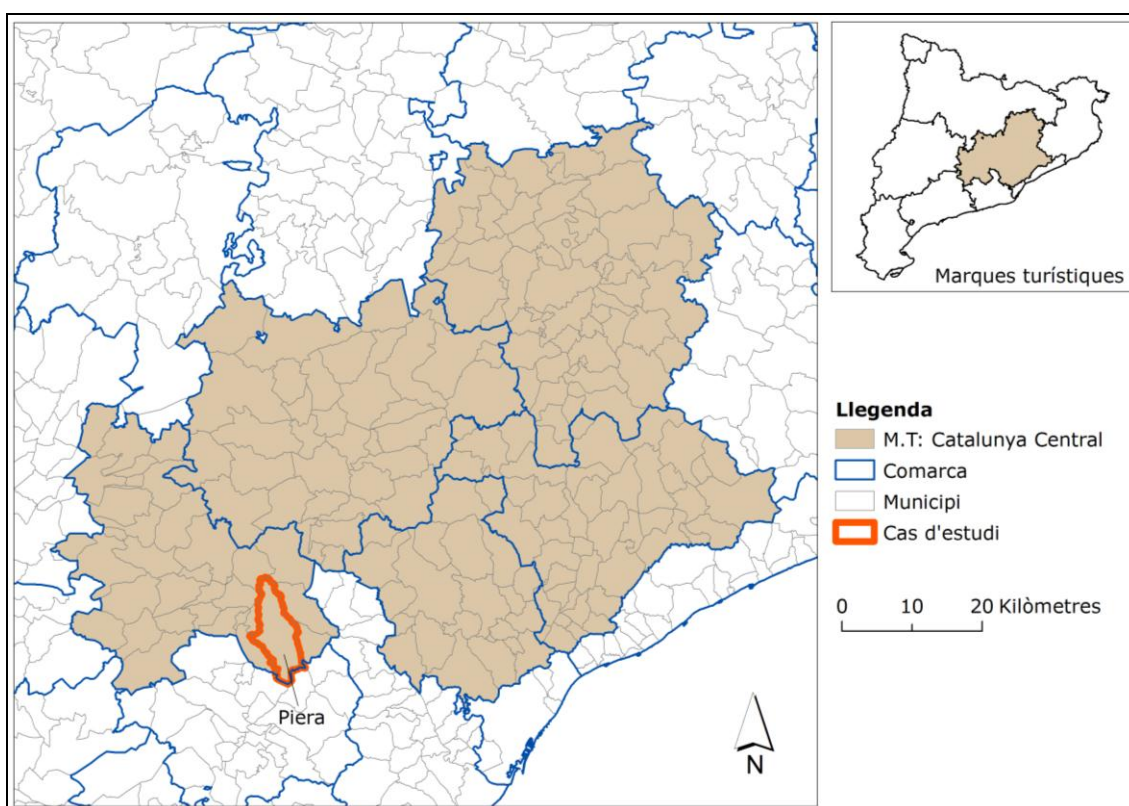 Marques turístiques
Llegenda
M.T: Catalunya Central
Comarca
Municipi
Cas d'estudi
0 10 20 Kilòmetres
Piera
N